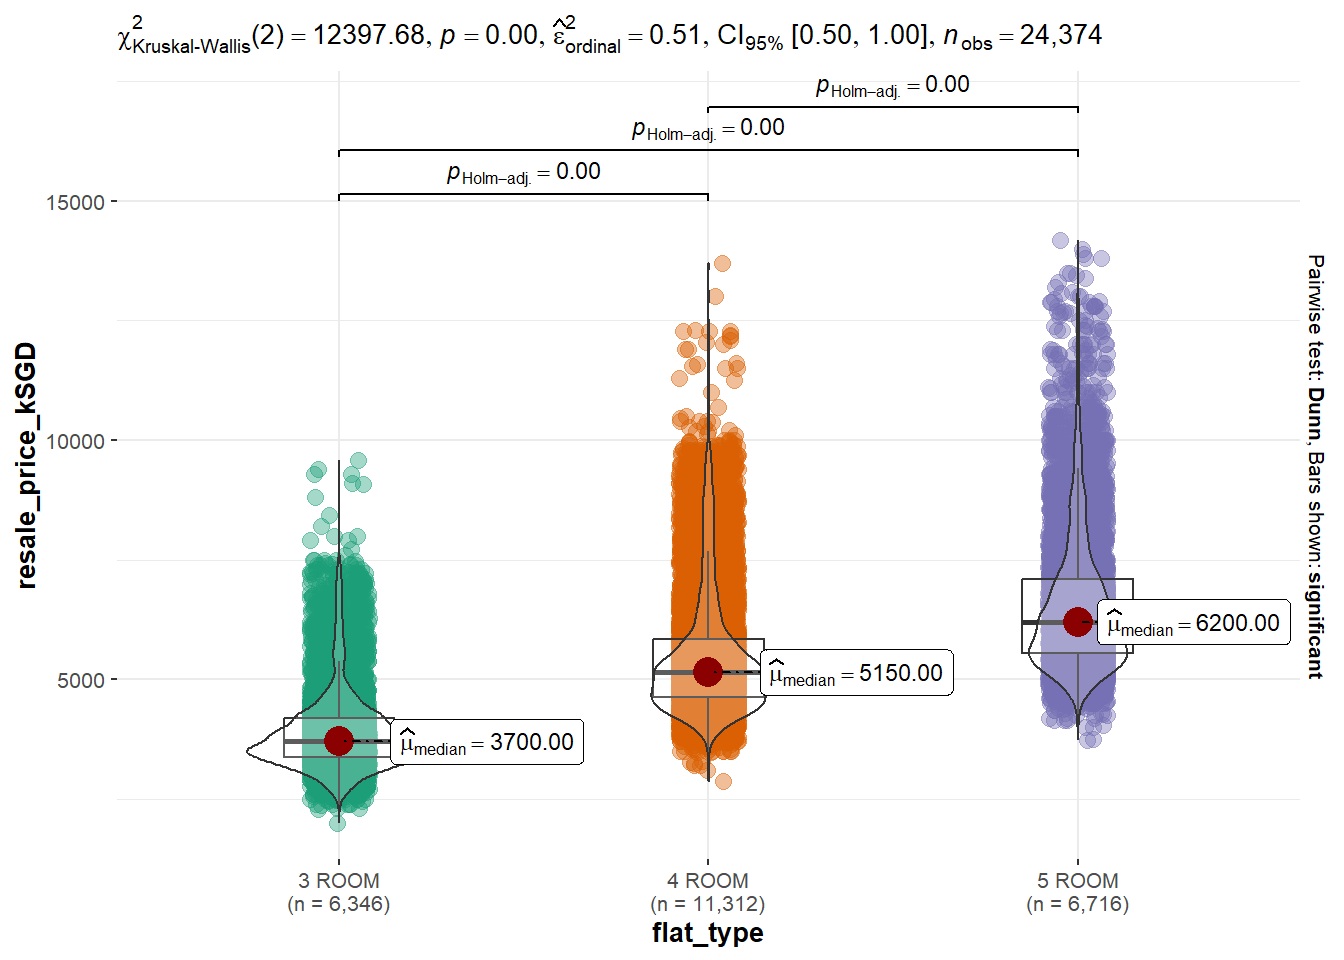 χ²Kruskal-Wallis(2) = 12397.68, p = 0.00, ε̂²ordinal = 0.51, CI95% [0.50, 1.00], nobs = 24,374
pHolm−adj. = 0.00
pHolm−adj. = 0.00
pHolm−adj. = 0.00
15000
10000
5000
resale_price_kSGD
μ̂median = 3700.00
μ̂median = 5150.00
μ̂median = 6200.00
Pairwise test: Dunn, Bars shown: significant
3 ROOM
(n = 6,346)
4 ROOM
(n = 11,312)
5 ROOM
(n = 6,716)
flat_type